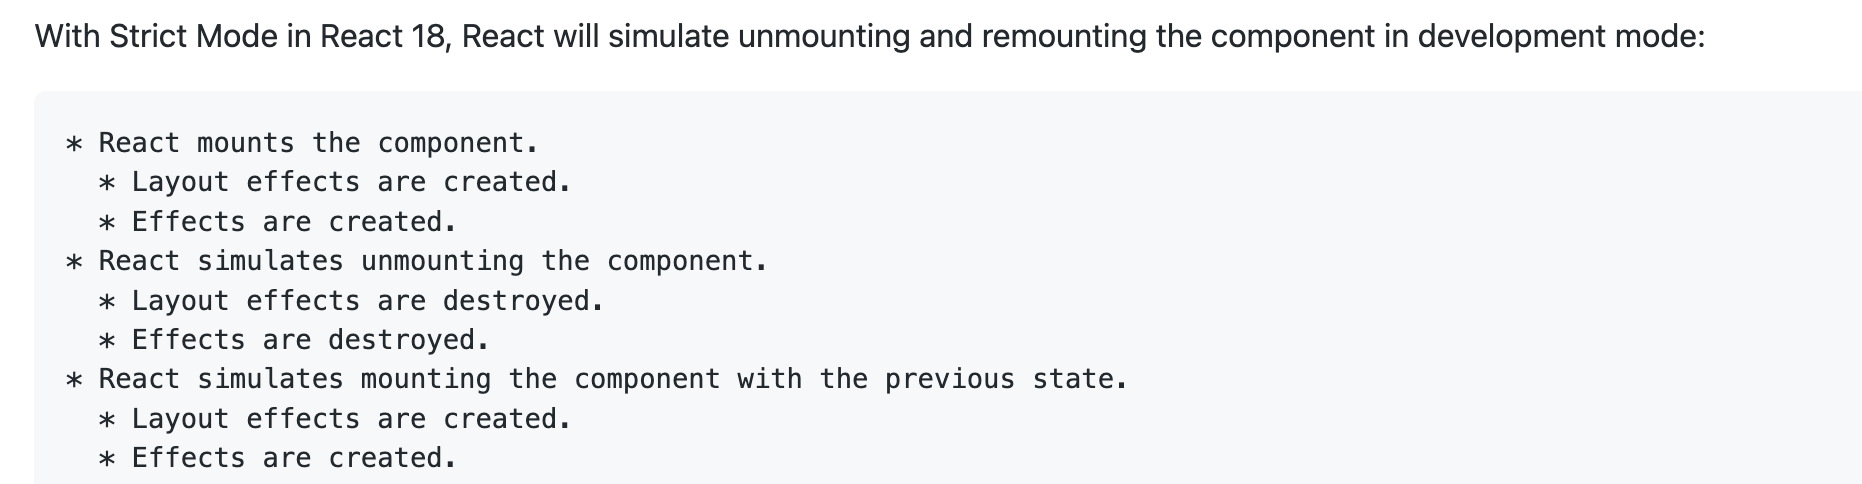 With Strict Mode in React 18, React will simulate unmounting and remounting the component in development mode:
* React mounts the component.
* Layout effects are created.
* Effects are created.
* React simulates unmounting the component.
* Layout effects are destroyed.
* Effects are destroyed.
* React simulates mounting the component with the previous state.
* Layout effects are created.
* Effects are created.